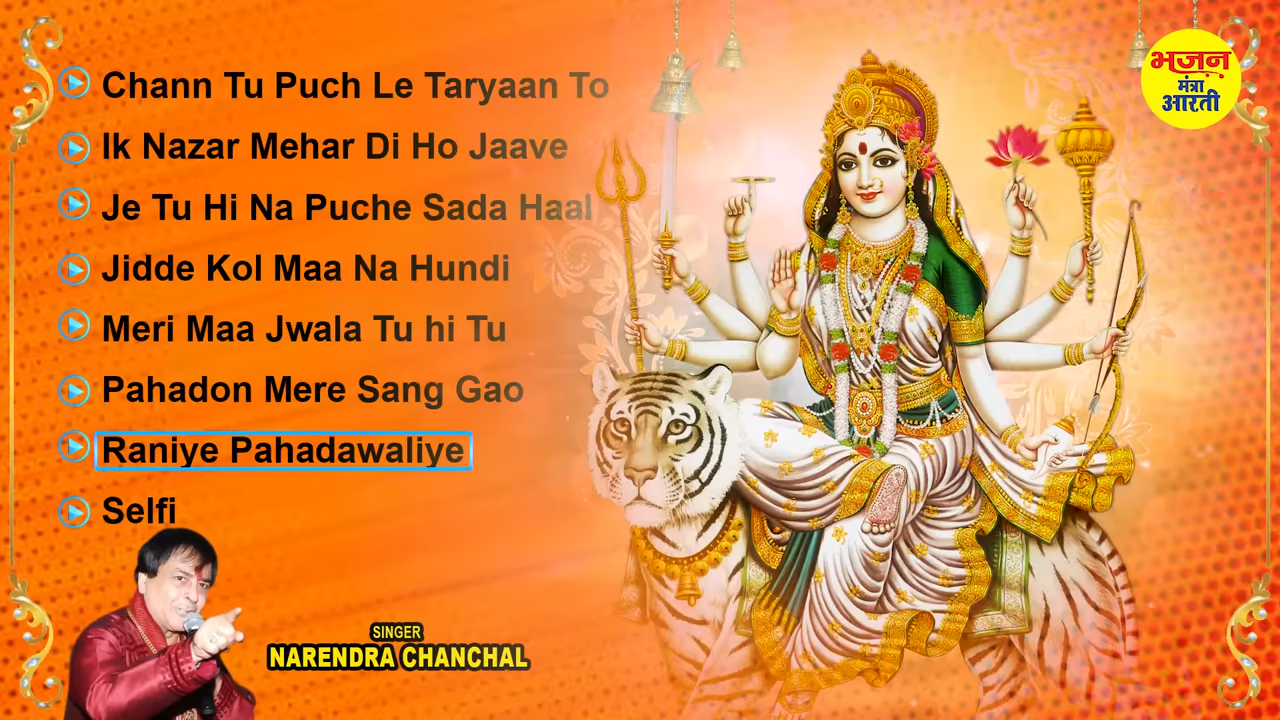 Chann Tu Puch Le Taryaan To
Ik Nazar Mehar Di Ho Jaave
Je Tu Hi Na Puche Sada Haal
Jidde Kol Maa Na Hundi
Meri Maa Jwala Tu hi Tu
Pahadon Mere Sang Gao
Raniye Pahadawaliye
Selfi
SINGER
NARENDRA CHANCHAL
भजन
मंत्रा
आरती